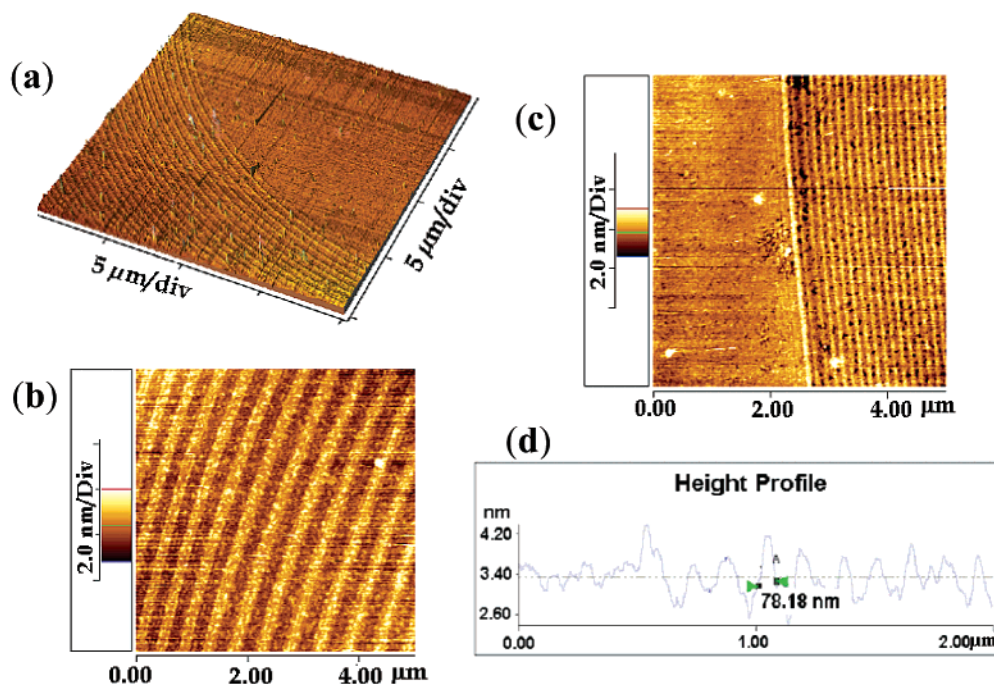 (a)
5 µm/div
5 µm/div
(b)
2.0 nm/Div
0.00 2.00 4.00 µm
(c)
2.0 nm/Div
0.00 2.00 4.00 µm
(d)
Height Profile
nm
4.20
3.40
2.60
A
78.18 nm
0.00 1.00 2.00µm